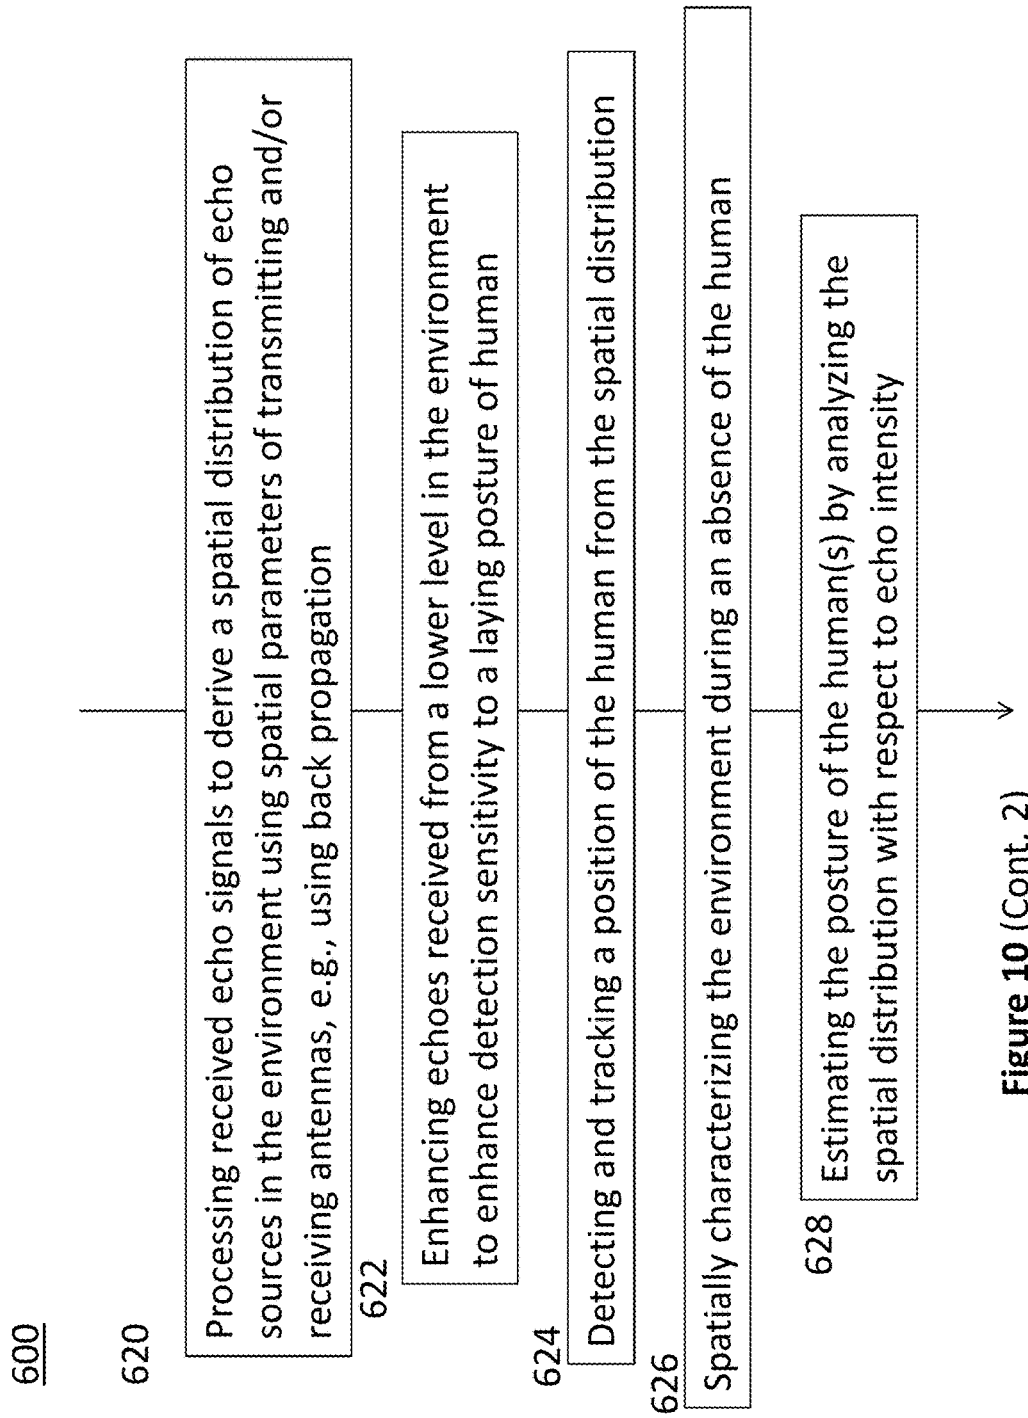 600
620
Processing received echo signals to derive a spatial distribution of echo
sources in the environment using spatial parameters of transmitting and/or
receiving antennas, e.g., using back propagation
622
Enhancing echoes received from a lower level in the environment
to enhance detection sensitivity to a laying posture of human
624
Detecting and tracking a position of the human from the spatial distribution
626
Spatially characterizing the environment during an absence of the human
628
Estimating the posture of the human(s) by analyzing the
spatial distribution with respect to echo intensity
Figure 10 (Cont. 2)